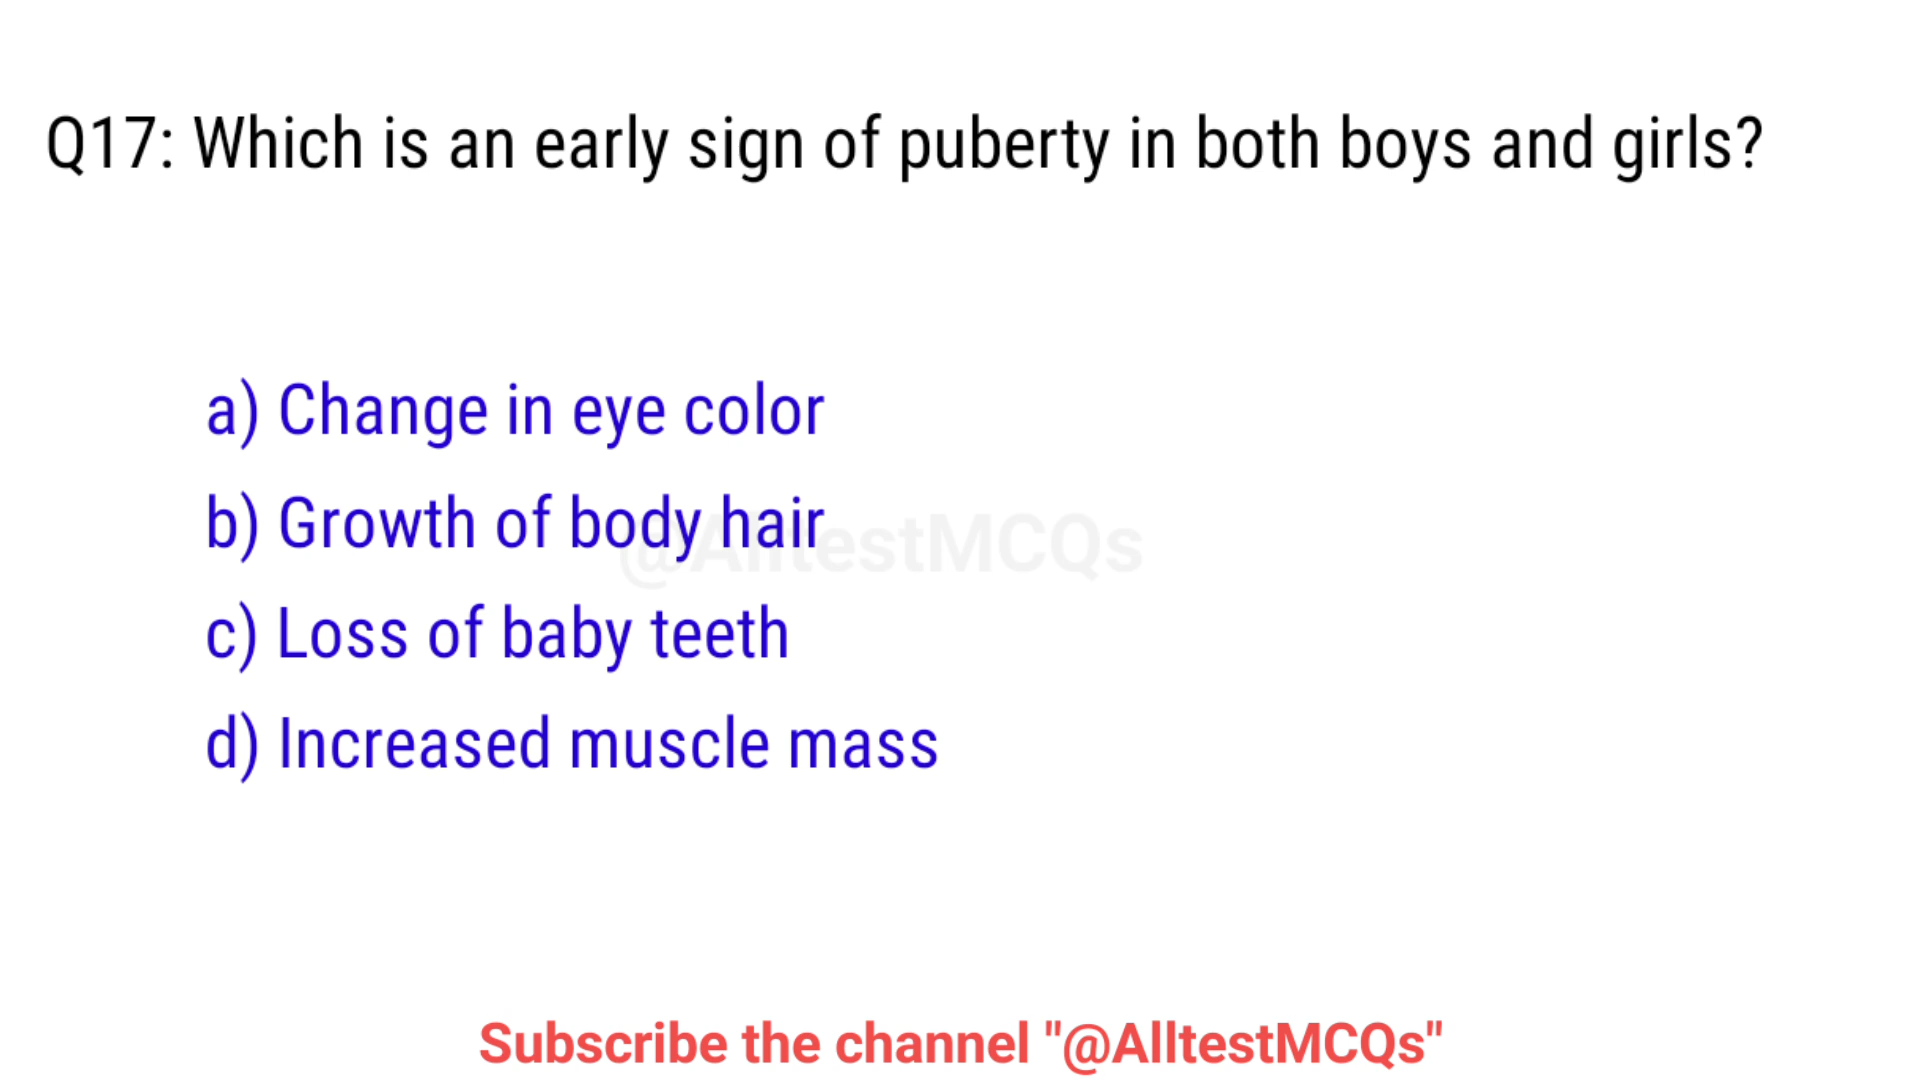 Q17: Which is an early sign of puberty in both boys and girls?
a) Change in eye color
b) Growth of body hair
@AlltestMCQs
c) Loss of baby teeth
d) Increased muscle mass
Subscribe the channel "@AlltestMCQs"